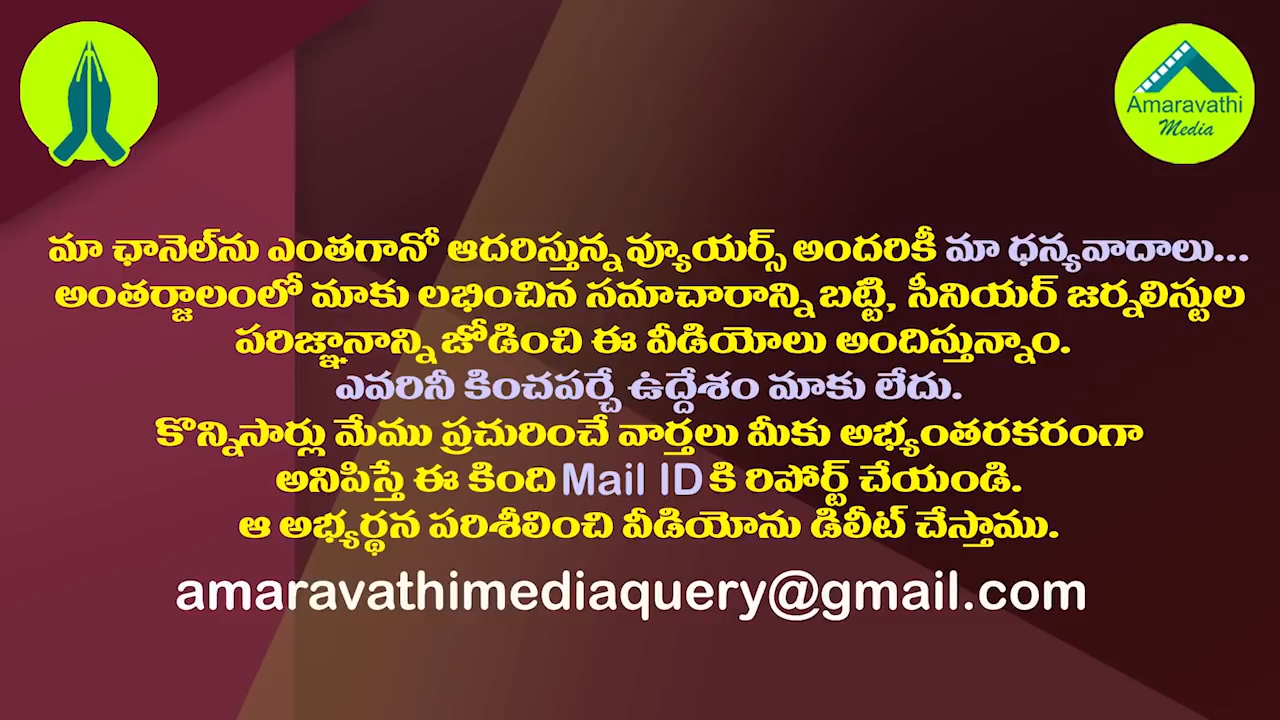 Amaravathi
Media
మా ఛానెల్‌ను ఎంతగానో ఆదరిస్తున్న వ్యూయర్స్ అందరికీ మా ధన్యవాదాలు...
అంతర్జాలంలో మాకు లభించిన సమాచారాన్ని బట్టి, సీనియర్ జర్నలిస్టుల
పరిజ్ఞానాన్ని జోడించి ఈ వీడియోలు అందిస్తున్నాం.
ఎవరినీ కించపర్చే ఉద్దేశం మాకు లేదు.
కొన్నిసార్లు మేము ప్రచురించే వార్తలు మీకు అభ్యంతరకరంగా
అనిపిస్తే ఈ కింది Mail ID కి రిపోర్ట్ చేయండి.
ఆ అభ్యర్థన పరిశీలించి వీడియోను డిలీట్ చేస్తాము.
amaravathimediaquery@gmail.com